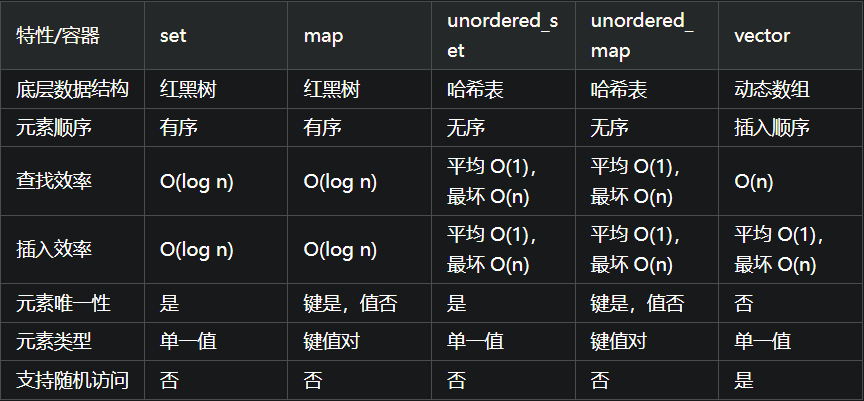 特性/容器 set map unordered_s unordered_ vector
et map
底层数据结构 红黑树 红黑树 哈希表 哈希表 动态数组
元素顺序 有序 有序 无序 无序 插入顺序
查找效率 O(log n) O(log n) 平均 O(1)， 平均 O(1)， O(n)
最坏 O(n) 最坏 O(n)
插入效率 O(log n) O(log n) 平均 O(1)， 平均 O(1)， 平均 O(1)，
最坏 O(n) 最坏 O(n) 最坏 O(n)
元素唯一性 是 键是，值否 是 键是，值否 否
元素类型 单一值 键值对 单一值 键值对 单一值
支持随机访问 否 否 否 否 是